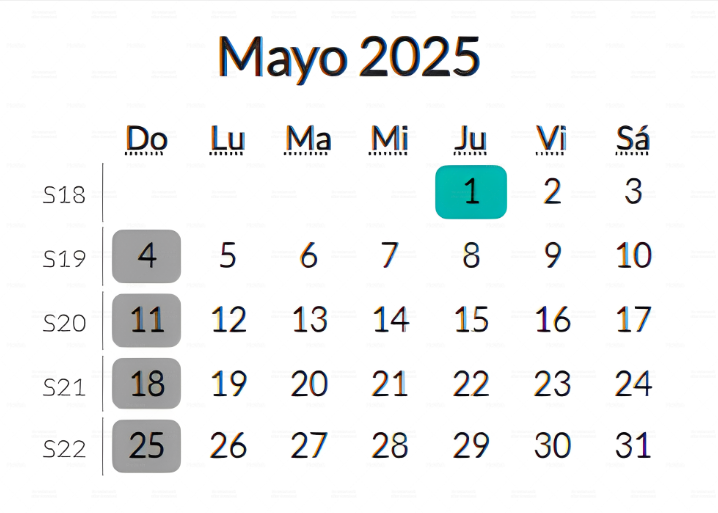 Mayo 2025
Do Lu Ma Mi Ju Vi Sá
S18 1 2 3
S19 4 5 6 7 8 9 10
S20 11 12 13 14 15 16 17
S21 18 19 20 21 22 23 24
S22 25 26 27 28 29 30 31